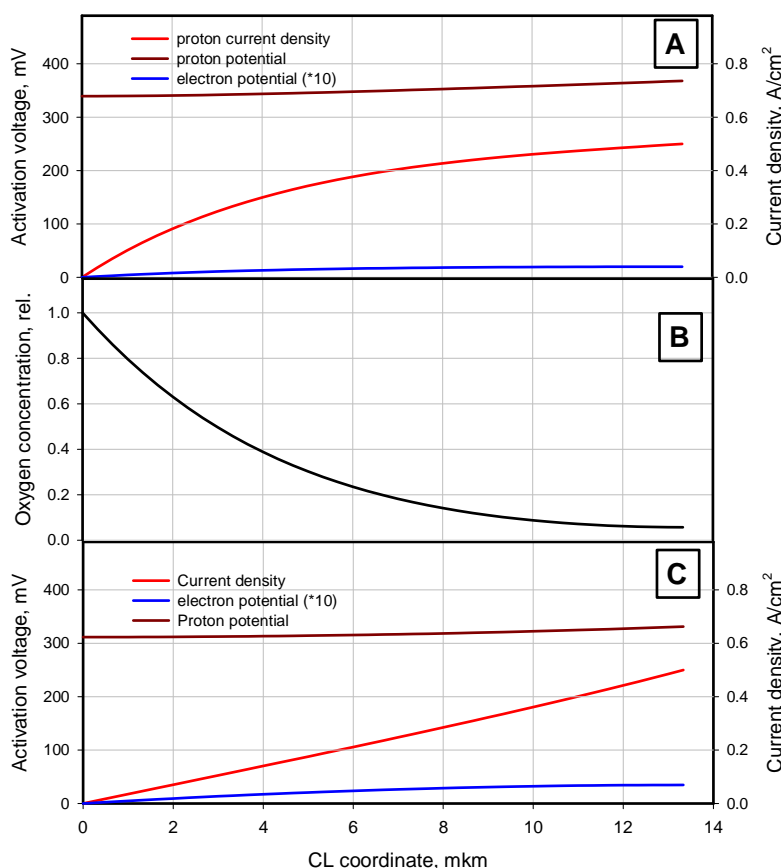 A
proton current density
proton potential
electron potential (*10)
Activation voltage, mV
400
300
200
100
0
Current density, A/cm²
0.8
0.6
0.4
0.2
0.0
B
Oxygen concentration, rel.
1.0
0.8
0.6
0.4
0.2
0.0
C
Current density
electron potential (*10)
Proton potential
Activation voltage, mV
400
300
200
100
0
Current density, A/cm²
0.8
0.6
0.4
0.2
0.0
0 2 4 6 8 10 12 14
CL coordinate, mkm